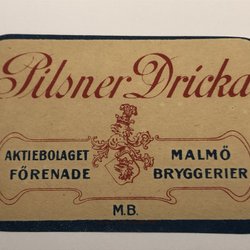 Pilsner Dricka
AKTIEBOLAGET MALMÖ
FÖRENADE BRYGGERIER
M.B.